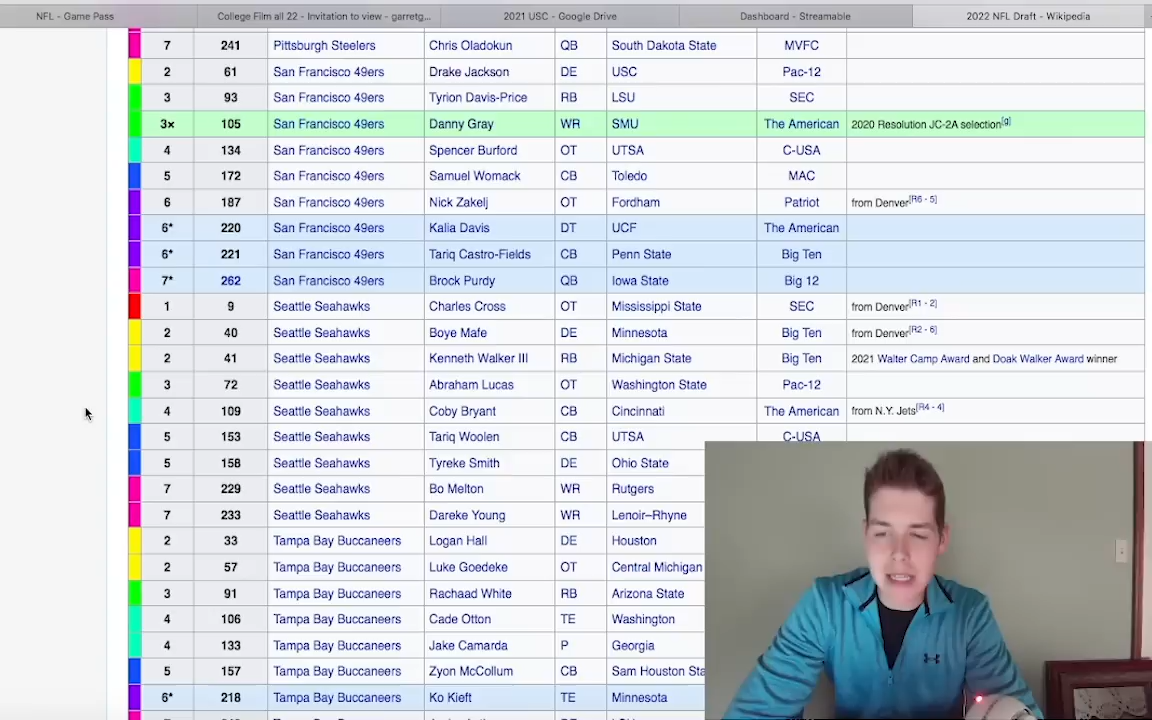 NFL - Game Pass College Film all 22 - Invitation to view - garretg... 2021 USC - Google Drive Dashboard - Streamable 2022 NFL Draft - Wikipedia
7 241 Pittsburgh Steelers Chris Oladokun QB South Dakota State MVFC
2 61 San Francisco 49ers Drake Jackson DE USC Pac-12
3 93 San Francisco 49ers Tyrion Davis-Price RB LSU SEC
3× 105 San Francisco 49ers Danny Gray WR SMU The American 2020 Resolution JC-2A selection[g]
4 134 San Francisco 49ers Spencer Burford OT UTSA C-USA
5 172 San Francisco 49ers Samuel Womack CB Toledo MAC
6 187 San Francisco 49ers Nick Zakelj OT Fordham Patriot from Denver[R6 - 5]
6* 220 San Francisco 49ers Kalia Davis DT UCF The American
6* 221 San Francisco 49ers Tariq Castro-Fields CB Penn State Big Ten
7* 262 San Francisco 49ers Brock Purdy QB Iowa State Big 12
1 9 Seattle Seahawks Charles Cross OT Mississippi State SEC from Denver[R1 - 2]
2 40 Seattle Seahawks Boye Mafe DE Minnesota Big Ten from Denver[R2 - 6]
2 41 Seattle Seahawks Kenneth Walker III RB Michigan State Big Ten 2021 Walter Camp Award and Doak Walker Award winner
3 72 Seattle Seahawks Abraham Lucas OT Washington State Pac-12
4 109 Seattle Seahawks Coby Bryant CB Cincinnati The American from N.Y. Jets[R4 - 4]
5 153 Seattle Seahawks Tariq Woolen CB UTSA C-USA
5 158 Seattle Seahawks Tyreke Smith DE Ohio State
7 229 Seattle Seahawks Bo Melton WR Rutgers
7 233 Seattle Seahawks Dareke Young WR Lenoir–Rhyne
2 33 Tampa Bay Buccaneers Logan Hall DE Houston
2 57 Tampa Bay Buccaneers Luke Goedeke OT Central Michigan
3 91 Tampa Bay Buccaneers Rachaad White RB Arizona State
4 106 Tampa Bay Buccaneers Cade Otton TE Washington
4 133 Tampa Bay Buccaneers Jake Camarda P Georgia
5 157 Tampa Bay Buccaneers Zyon McCollum CB Sam Houston Sta
6* 218 Tampa Bay Buccaneers Ko Kieft TE Minnesota